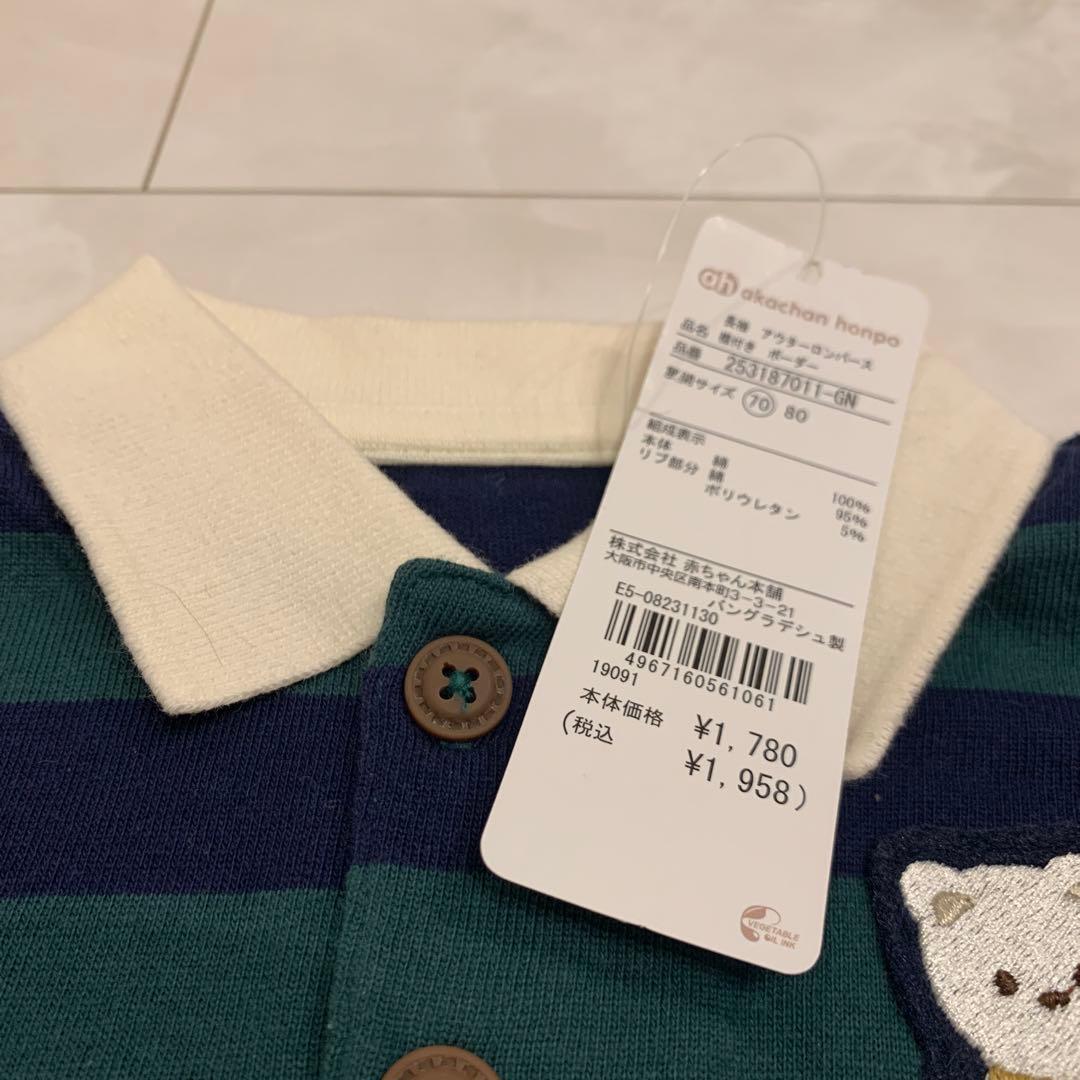 ah akachan honpo
品名 長袖 アウターロンパース
襟付き ボーダー
品番 253187011-GN
展開サイズ 70 80
組成表示
本体 綿 100%
リブ部分 綿 95%
ポリウレタン 5%
株式会社 赤ちゃん本舗
大阪市中央区南本町3-3-21
バングラデシュ製
E5-08231130
4967160561061
19091
本体価格 ¥1,780
(税込 ¥1,958)
VEGETABLE
OIL INK